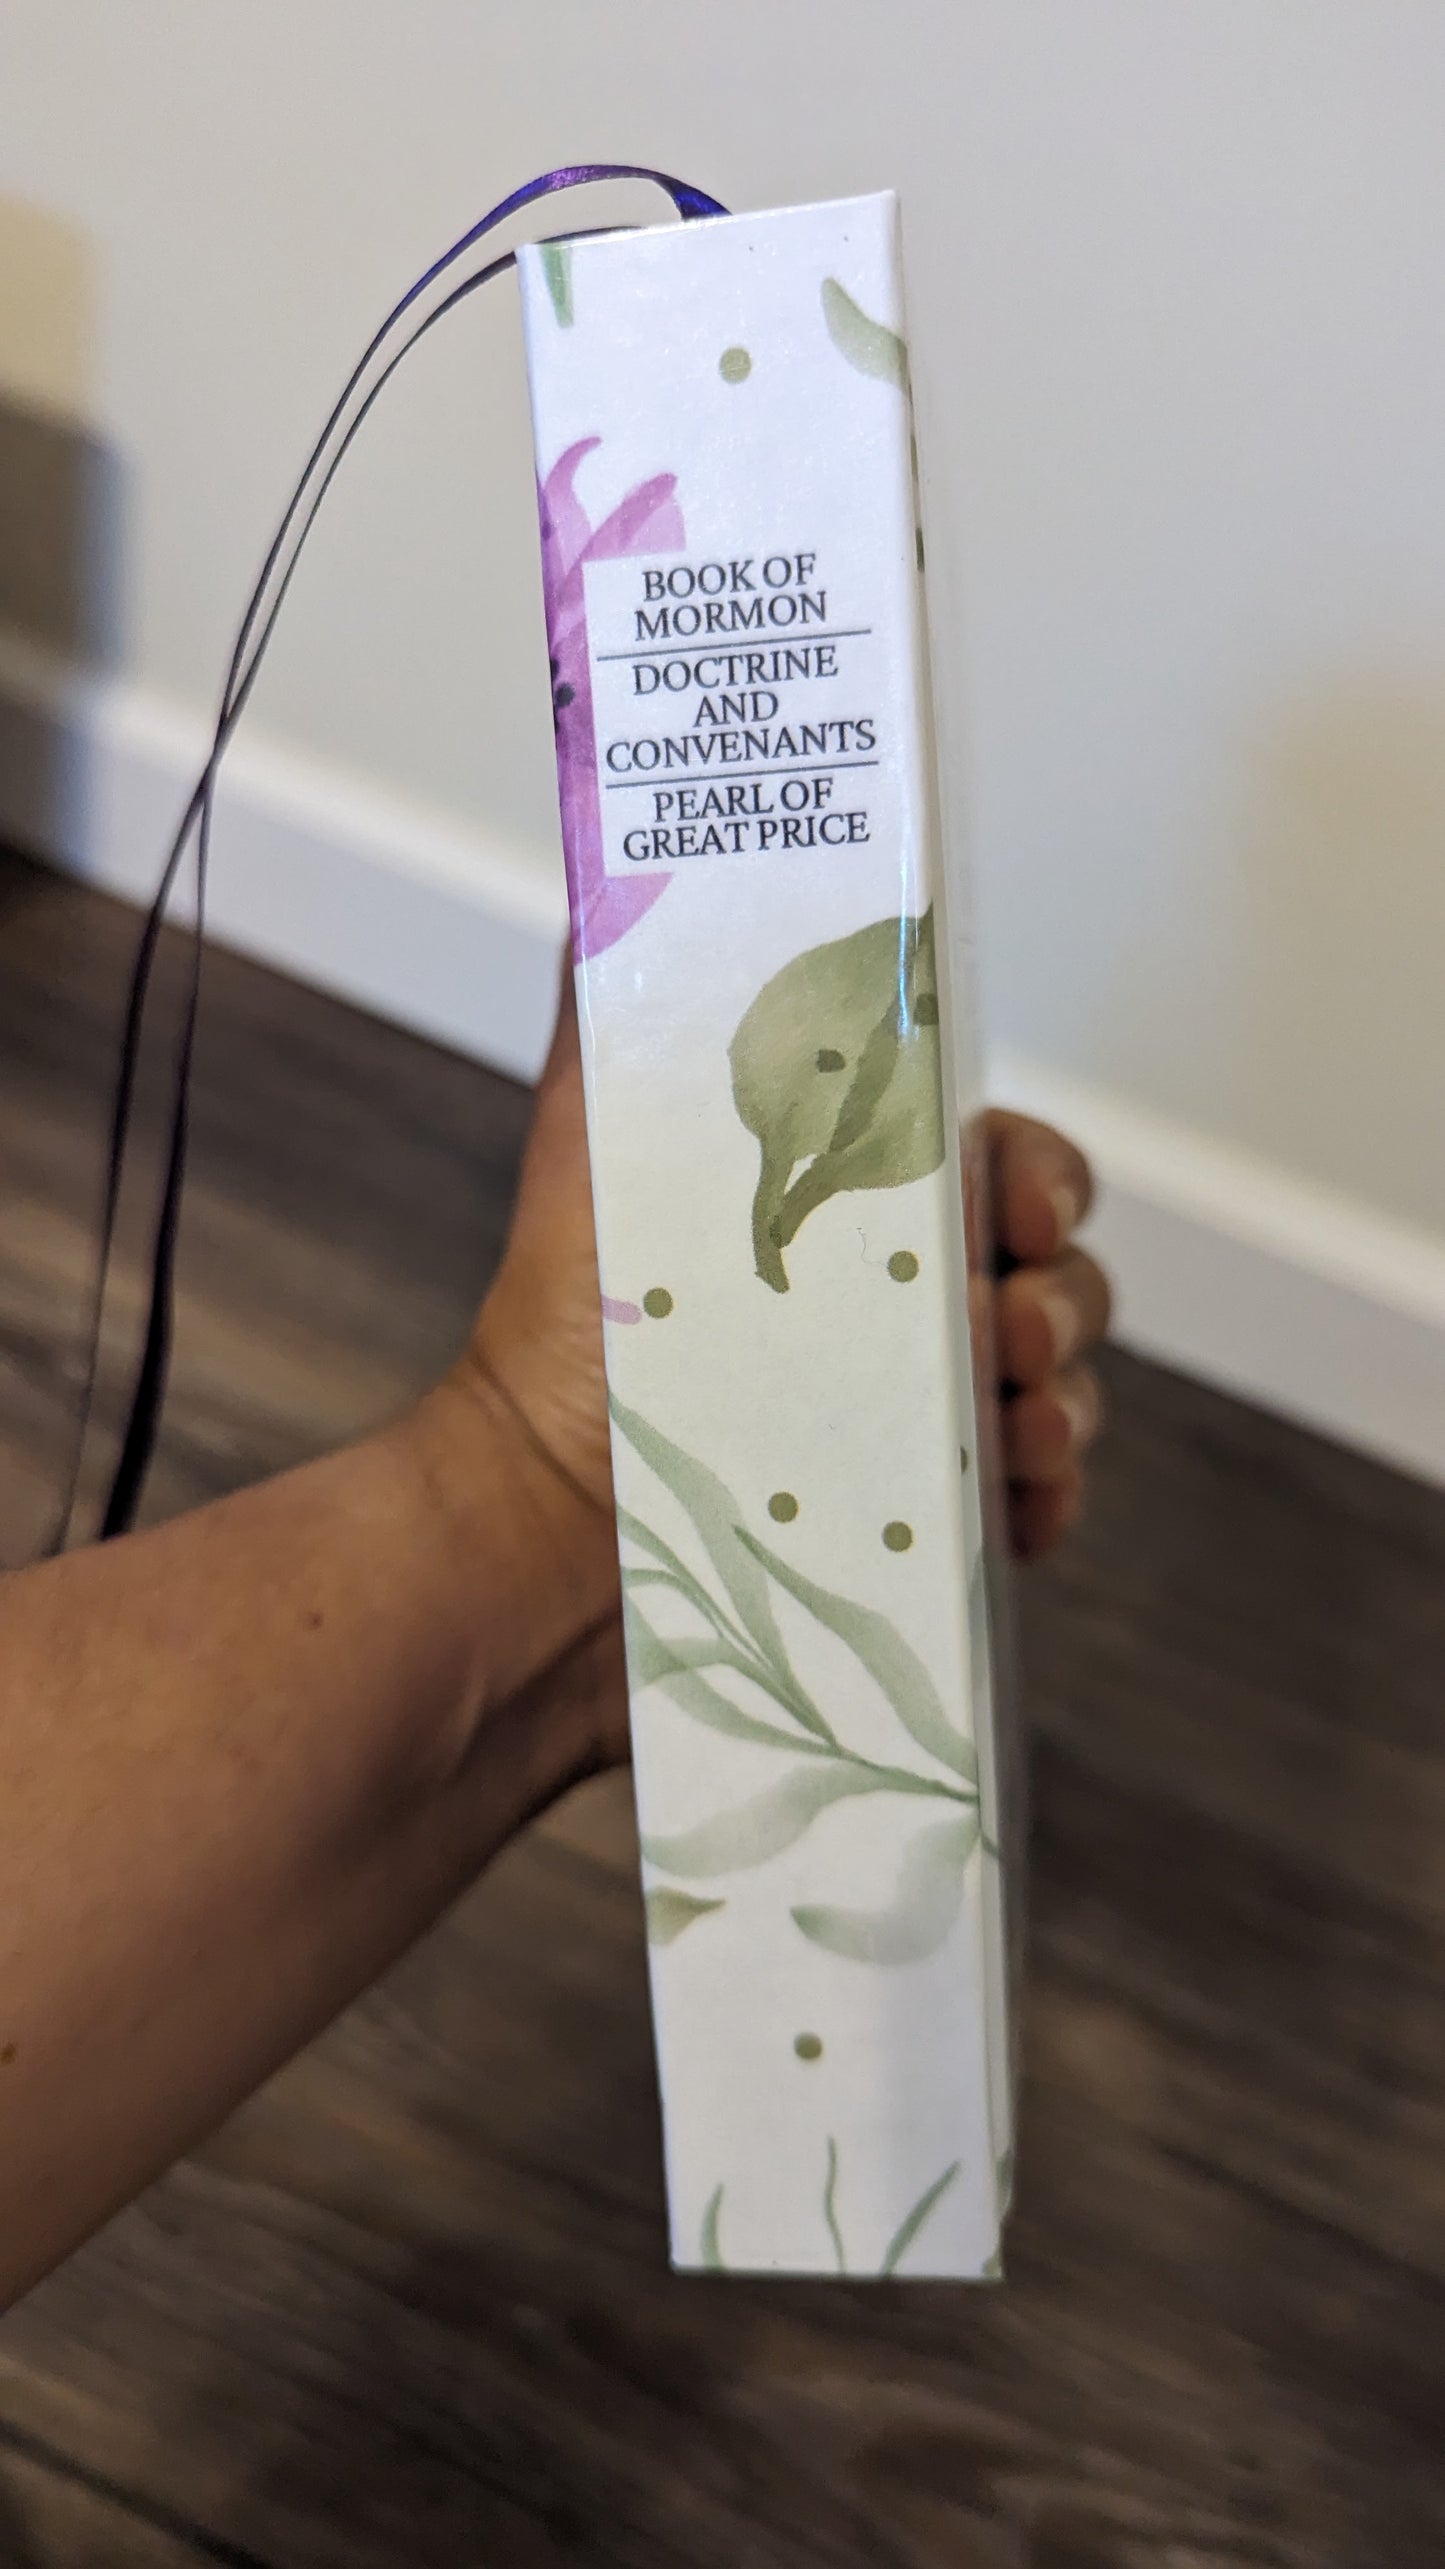 BOOK OF
MORMON
DOCTRINE
AND
CONVENANTS
PEARL OF
GREAT PRICE